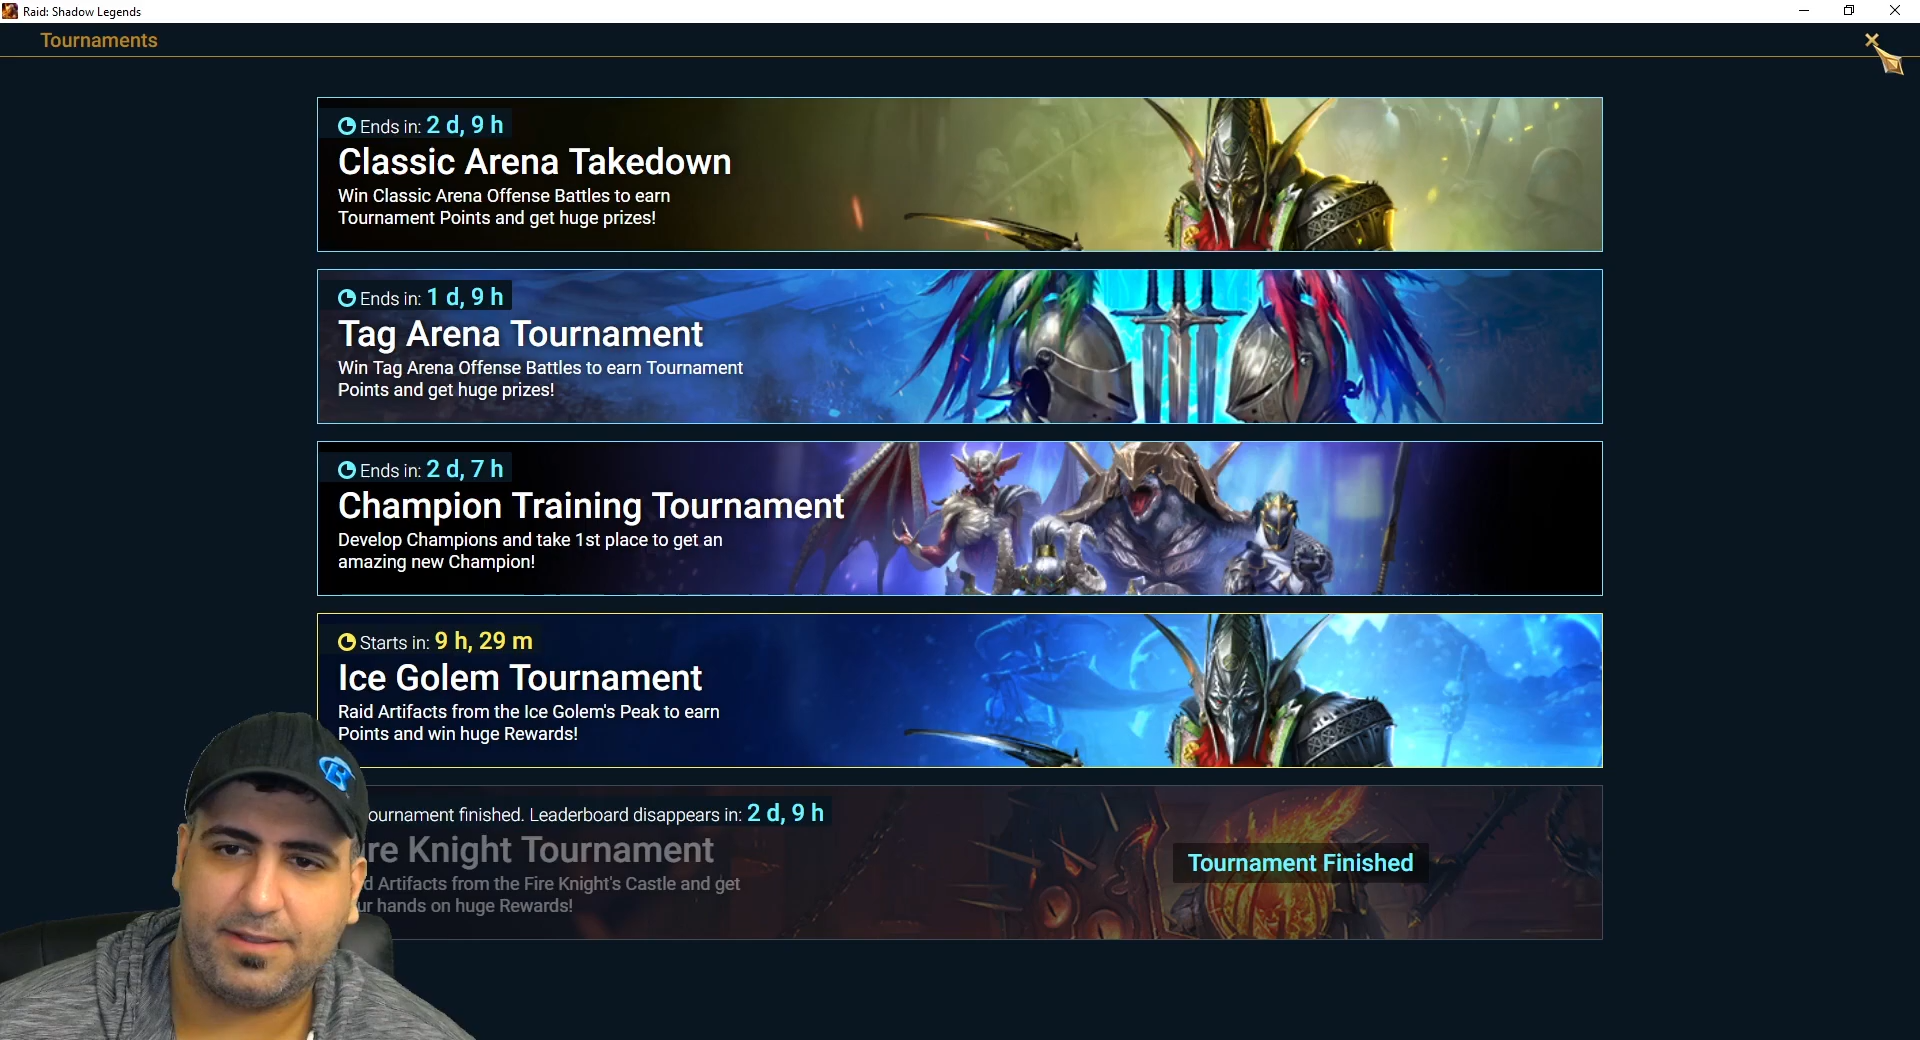 Raid: Shadow Legends
Tournaments
Ends in: 2 d, 9 h
Classic Arena Takedown
Win Classic Arena Offense Battles to earn
Tournament Points and get huge prizes!
Ends in: 1 d, 9 h
Tag Arena Tournament
Win Tag Arena Offense Battles to earn Tournament
Points and get huge prizes!
Ends in: 2 d, 7 h
Champion Training Tournament
Develop Champions and take 1st place to get an
amazing new Champion!
Starts in: 9 h, 29 m
Ice Golem Tournament
Raid Artifacts from the Ice Golem's Peak to earn
Points and win huge Rewards!
ournament finished. Leaderboard disappears in: 2 d, 9 h
re Knight Tournament
d Artifacts from the Fire Knight's Castle and get
ur hands on huge Rewards!
Tournament Finished